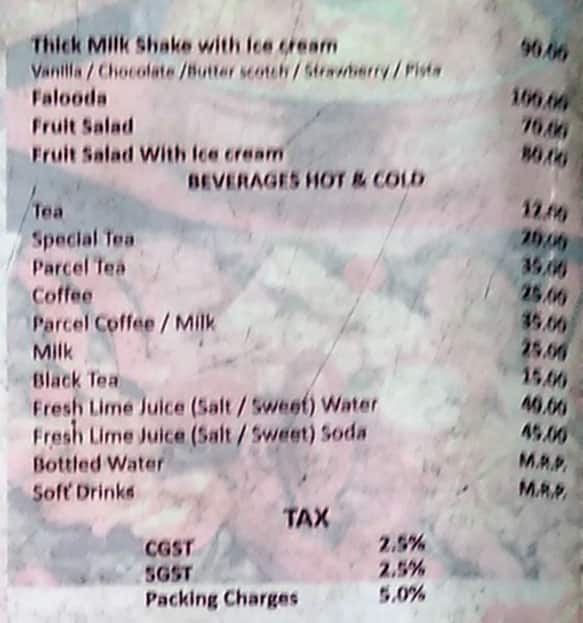 Thick Milk Shake with Ice cream 90.00
Vanilla / Chocolate /Butter scotch / Strawberry / Pista
Falooda 100.00
Fruit Salad 70.00
Fruit Salad With Ice cream 80.00
BEVERAGES HOT & COLD
Tea 12.00
Special Tea 20.00
Parcel Tea 35.00
Coffee 25.00
Parcel Coffee / Milk 35.00
Milk 25.00
Black Tea 15.00
Fresh Lime Juice (Salt / Sweet) Water 40.00
Fresh Lime Juice (Salt / Sweet) Soda 45.00
Bottled Water M.R.P.
Soft Drinks M.R.P.
TAX
CGST 2.5%
SGST 2.5%
Packing Charges 5.0%